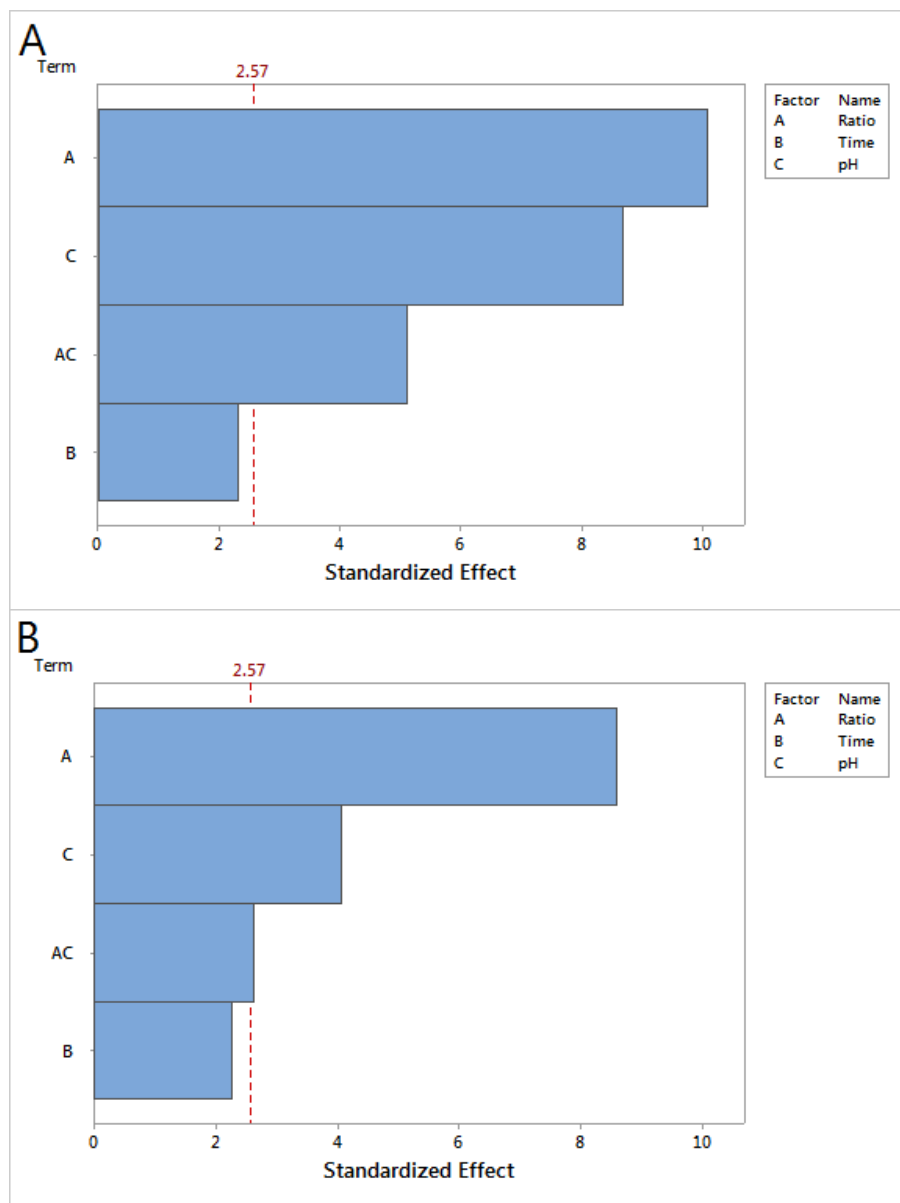 A
Term
2.57
Factor Name
A Ratio
B Time
C pH
A
C
AC
B
0 2 4 6 8 10
Standardized Effect
B
Term
2.57
Factor Name
A Ratio
B Time
C pH
A
C
AC
B
0 2 4 6 8 10
Standardized Effect